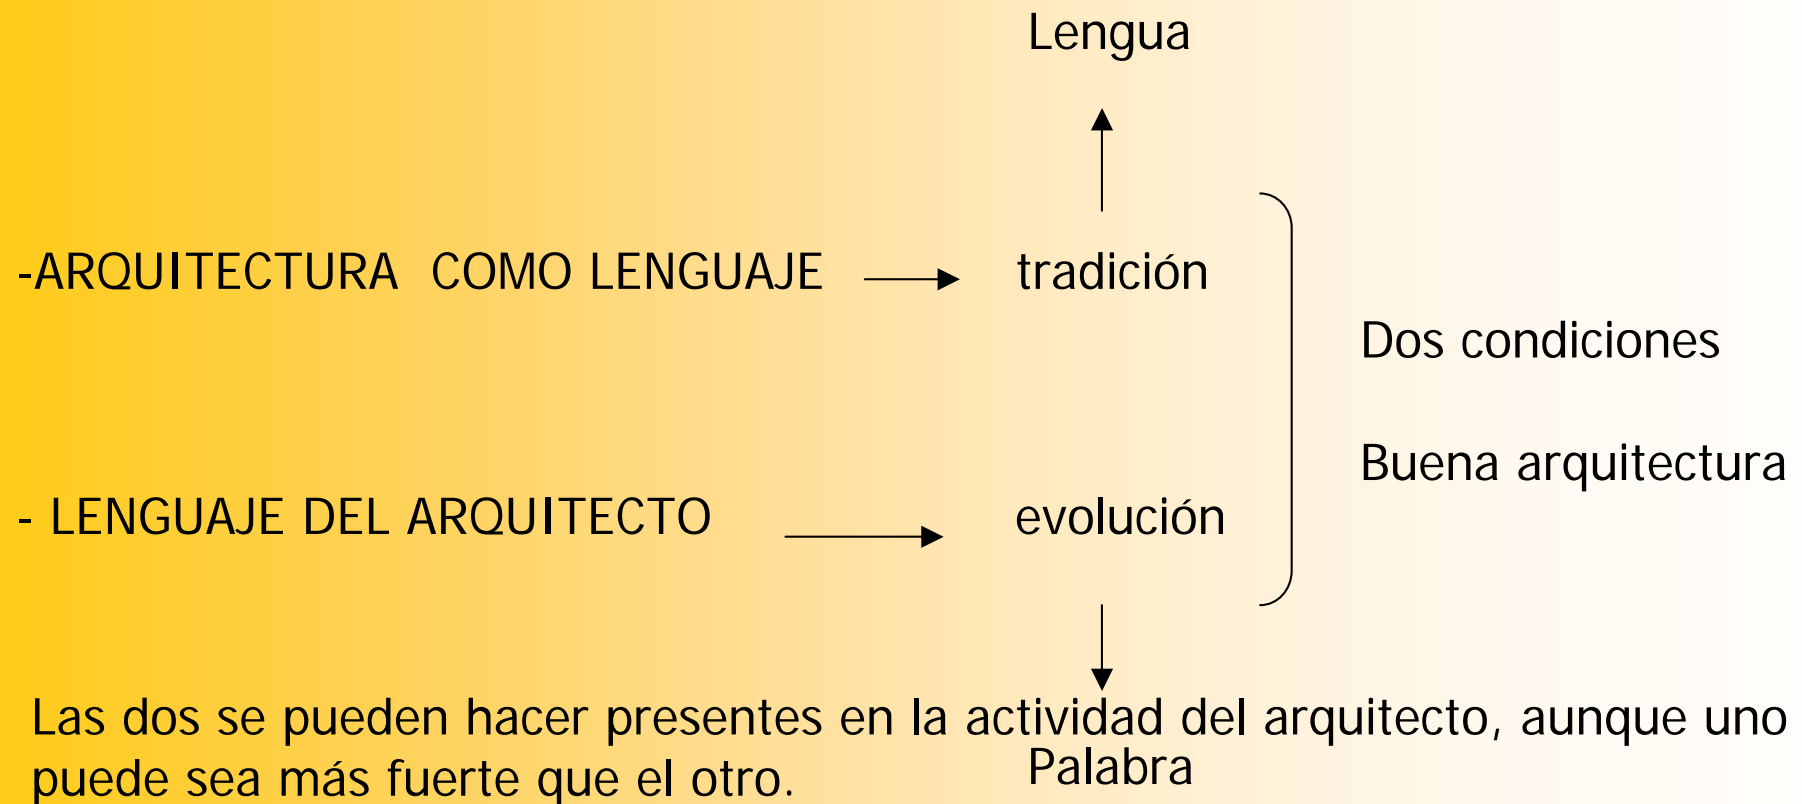 Lengua
-ARQUITECTURA COMO LENGUAJE
tradición
Dos condiciones
Buena arquitectura
- LENGUAJE DEL ARQUITECTO
evolución
Las dos se pueden hacer presentes en la actividad del arquitecto, aunque uno
puede sea más fuerte que el otro.
Palabra